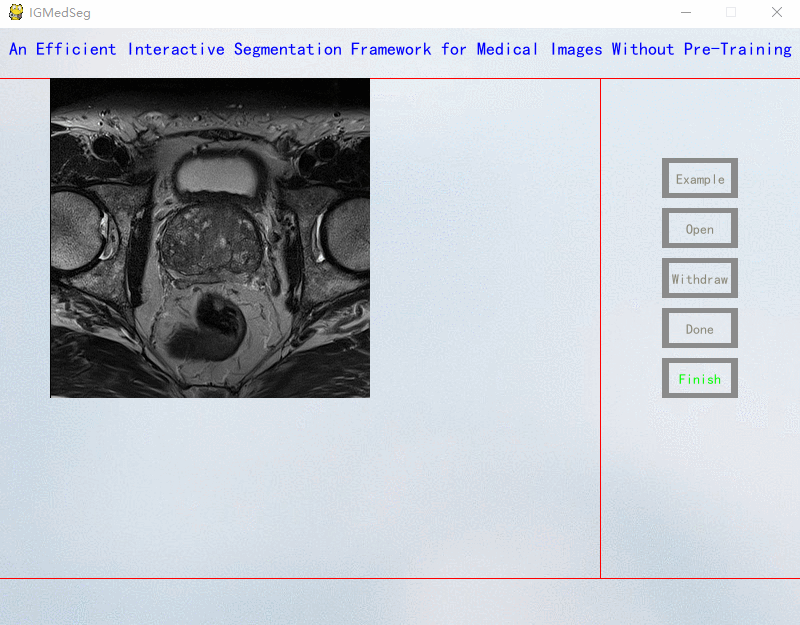 IGMedSeg
An Efficient Interactive Segmentation Framework for Medical Images Without Pre-Training
Example
Open
Withdraw
Done
Finish